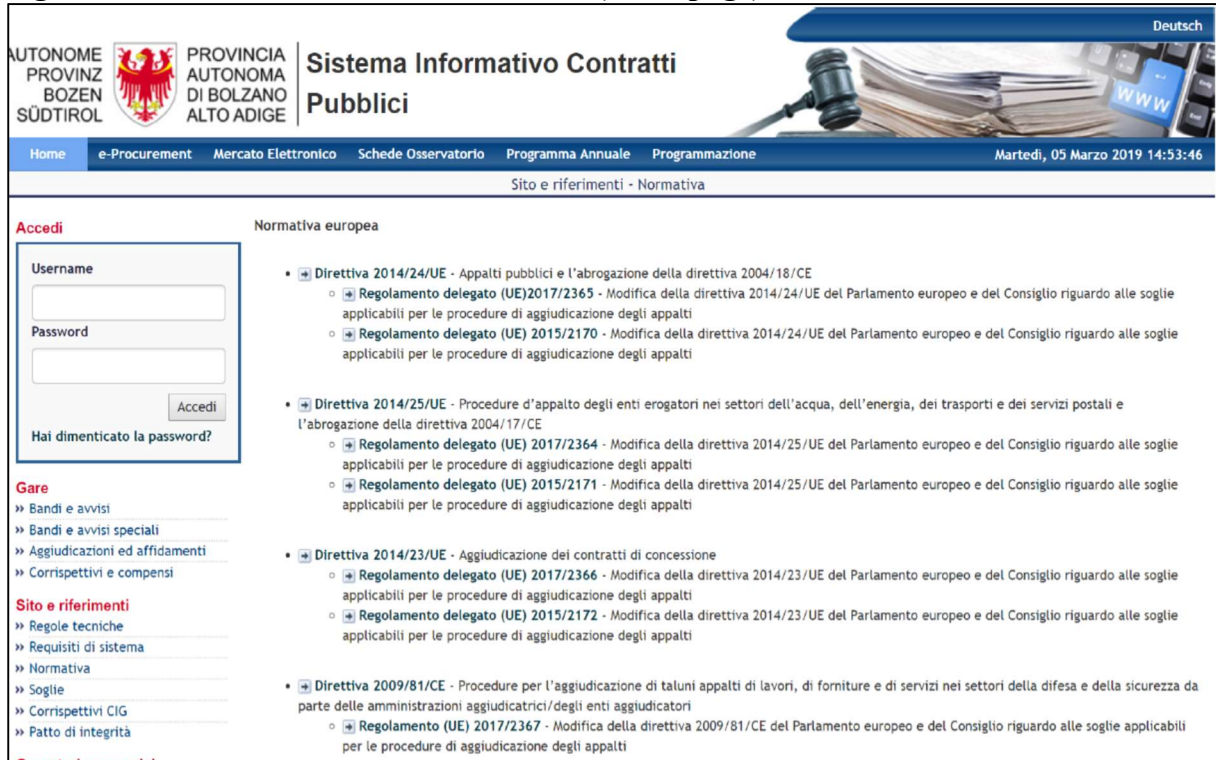 Deutsch
AUTONOME
PROVINZ
BOZEN
SÜDTIROL
PROVINCIA
AUTONOMA
DI BOLZANO
ALTO ADIGE
Sistema Informativo Contratti
Pubblici
WWW
Home e-Procurement Mercato Elettronico Schede Osservatorio Programma Annuale Programmazione Martedì, 05 Marzo 2019 14:53:46
Sito e riferimenti - Normativa
Accedi
Username
Password
Accedi
Hai dimenticato la password?
Gare
» Bandi e avvisi
» Bandi e avvisi speciali
» Aggiudicazioni ed affidamenti
» Corrispettivi e compensi
Sito e riferimenti
» Regole tecniche
» Requisiti di sistema
» Normativa
» Soglie
» Corrispettivi CIG
» Patto di integrità
Normativa europea
• Direttiva 2014/24/UE - Appalti pubblici e l'abrogazione della direttiva 2004/18/CE
○ Regolamento delegato (UE)2017/2365 - Modifica della direttiva 2014/24/UE del Parlamento europeo e del Consiglio riguardo alle soglie
applicabili per le procedure di aggiudicazione degli appalti
○ Regolamento delegato (UE) 2015/2170 - Modifica della direttiva 2014/24/UE del Parlamento europeo e del Consiglio riguardo alle soglie
applicabili per le procedure di aggiudicazione degli appalti
• Direttiva 2014/25/UE - Procedure d'appalto degli enti erogatori nei settori dell'acqua, dell'energia, dei trasporti e dei servizi postali e
l'abrogazione della direttiva 2004/17/CE
○ Regolamento delegato (UE) 2017/2364 - Modifica della direttiva 2014/25/UE del Parlamento europeo e del Consiglio riguardo alle soglie
applicabili per le procedure di aggiudicazione degli appalti
○ Regolamento delegato (UE) 2015/2171 - Modifica della direttiva 2014/25/UE del Parlamento europeo e del Consiglio riguardo alle soglie
applicabili per le procedure di aggiudicazione degli appalti
• Direttiva 2014/23/UE - Aggiudicazione dei contratti di concessione
○ Regolamento delegato (UE) 2017/2366 - Modifica della direttiva 2014/23/UE del Parlamento europeo e del Consiglio riguardo alle soglie
applicabili per le procedure di aggiudicazione degli appalti
○ Regolamento delegato (UE) 2015/2172 - Modifica della direttiva 2014/23/UE del Parlamento europeo e del Consiglio riguardo alle soglie
applicabili per le procedure di aggiudicazione degli appalti
• Direttiva 2009/81/CE - Procedure per l'aggiudicazione di taluni appalti di lavori, di forniture e di servizi nei settori della difesa e della sicurezza da
parte delle amministrazioni aggiudicatrici/degli enti aggiudicatori
○ Regolamento (UE) 2017/2367 - Modifica della direttiva 2009/81/CE del Parlamento europeo e del Consiglio riguardo alle soglie applicabili
per le procedure di aggiudicazione degli appalti